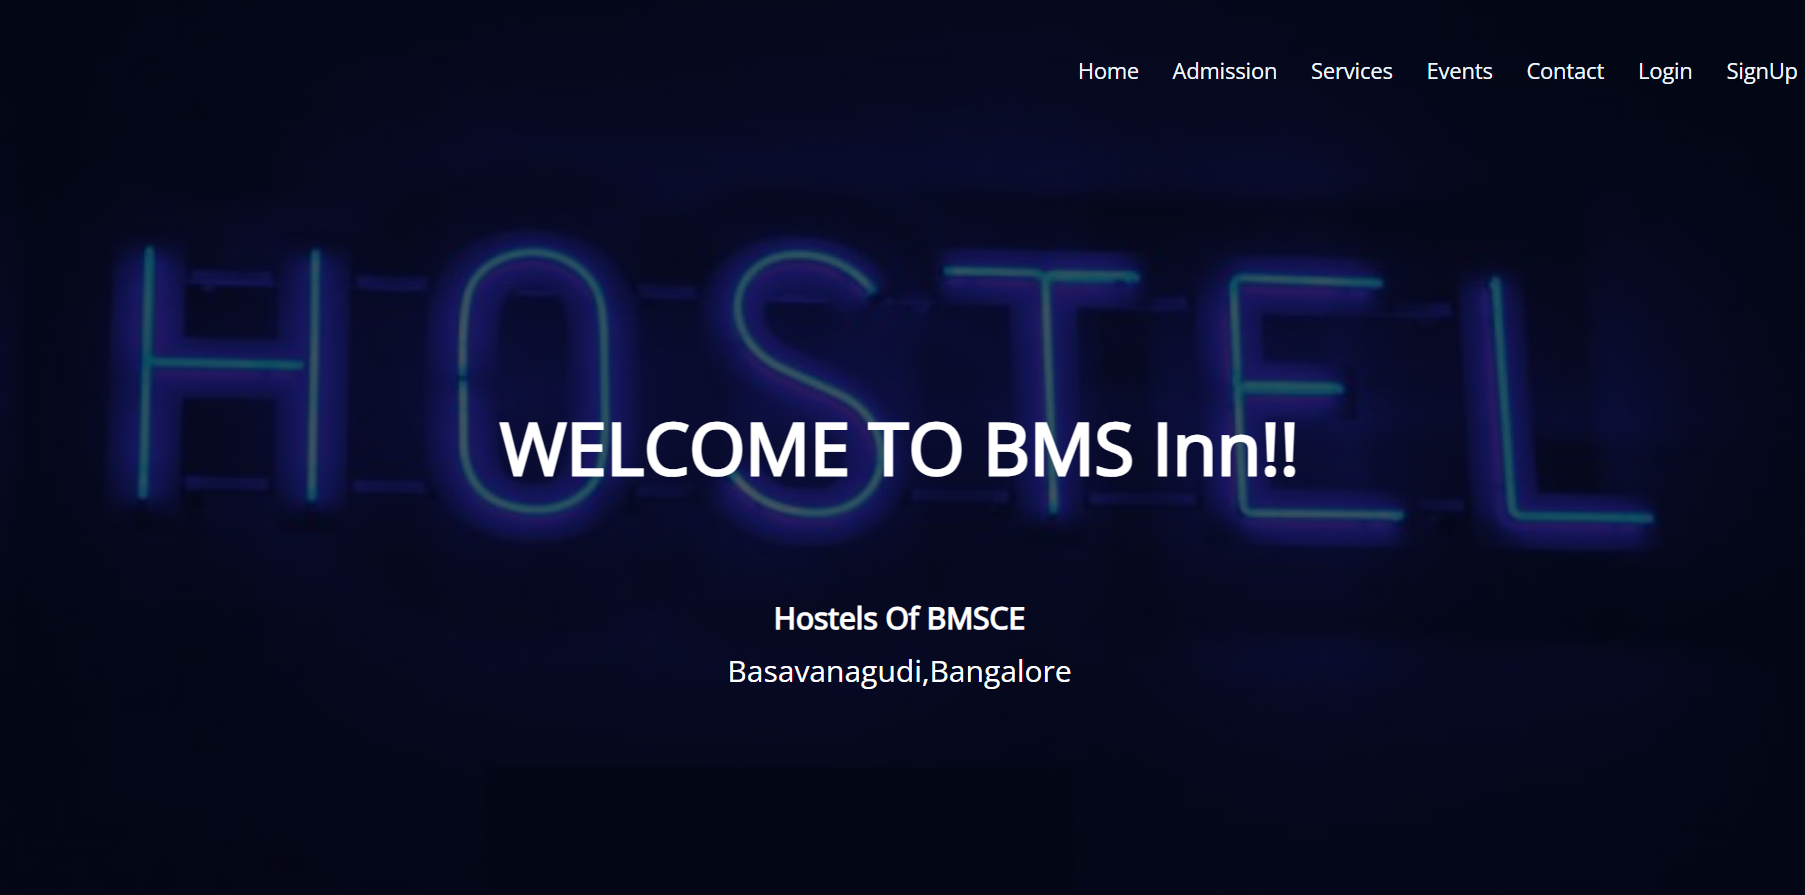 Home Admission Services Events Contact Login SignUp
HOSTEL
WELCOME TO BMS Inn!!
Hostels Of BMSCE
Basavanagudi,Bangalore